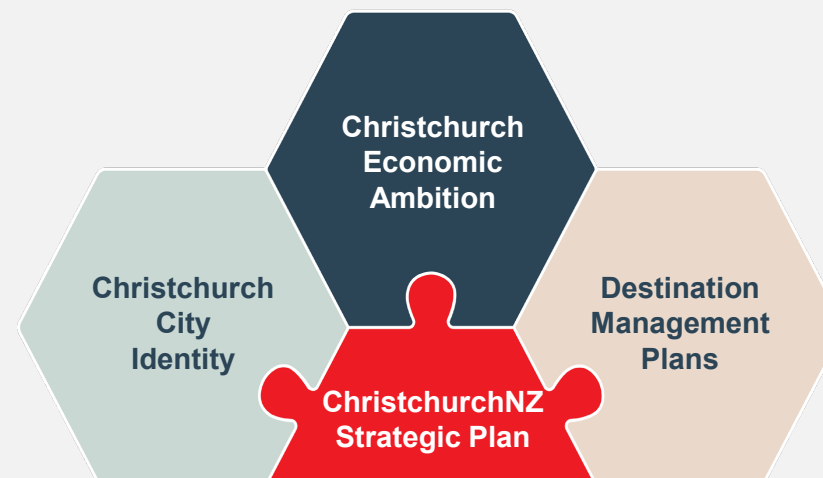 Christchurch
Economic
Ambition
Christchurch
City
Identity
Destination
Management
Plans
ChristchurchNZ
Strategic Plan